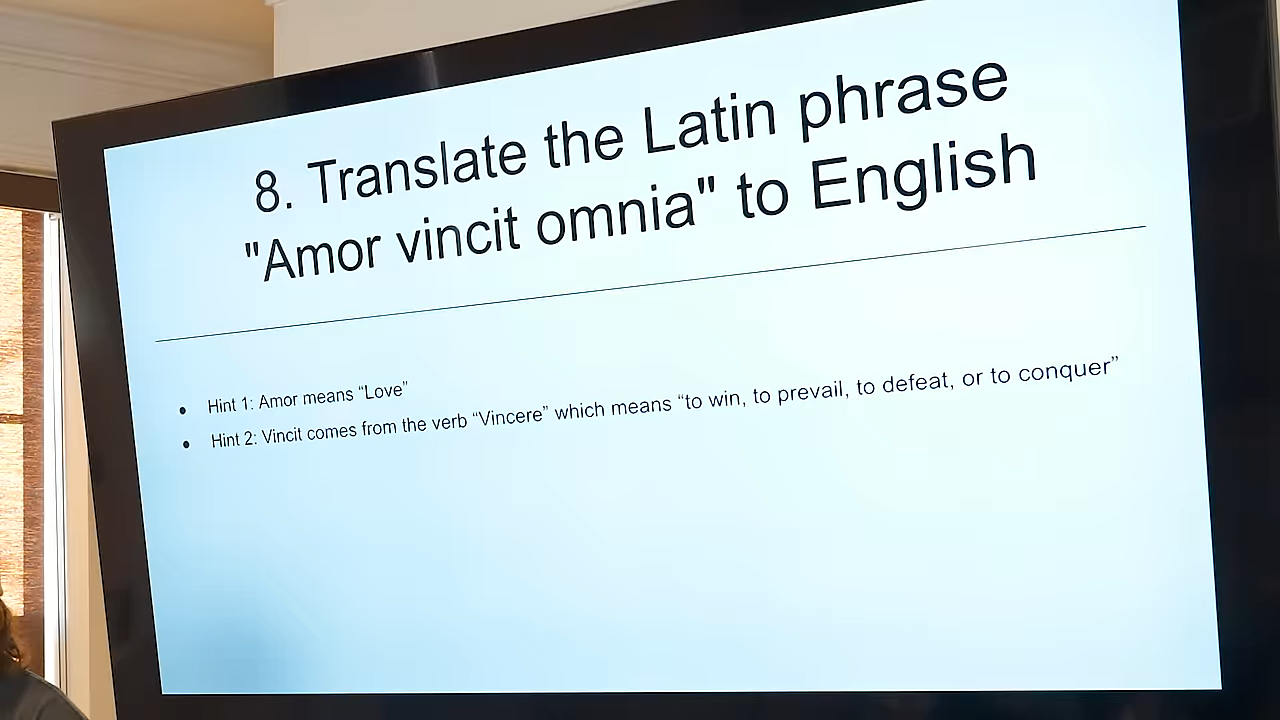 8. Translate the Latin phrase
"Amor vincit omnia" to English
● Hint 1: Amor means “Love”
● Hint 2: Vincit comes from the verb “Vincere” which means “to win, to prevail, to defeat, or to conquer”